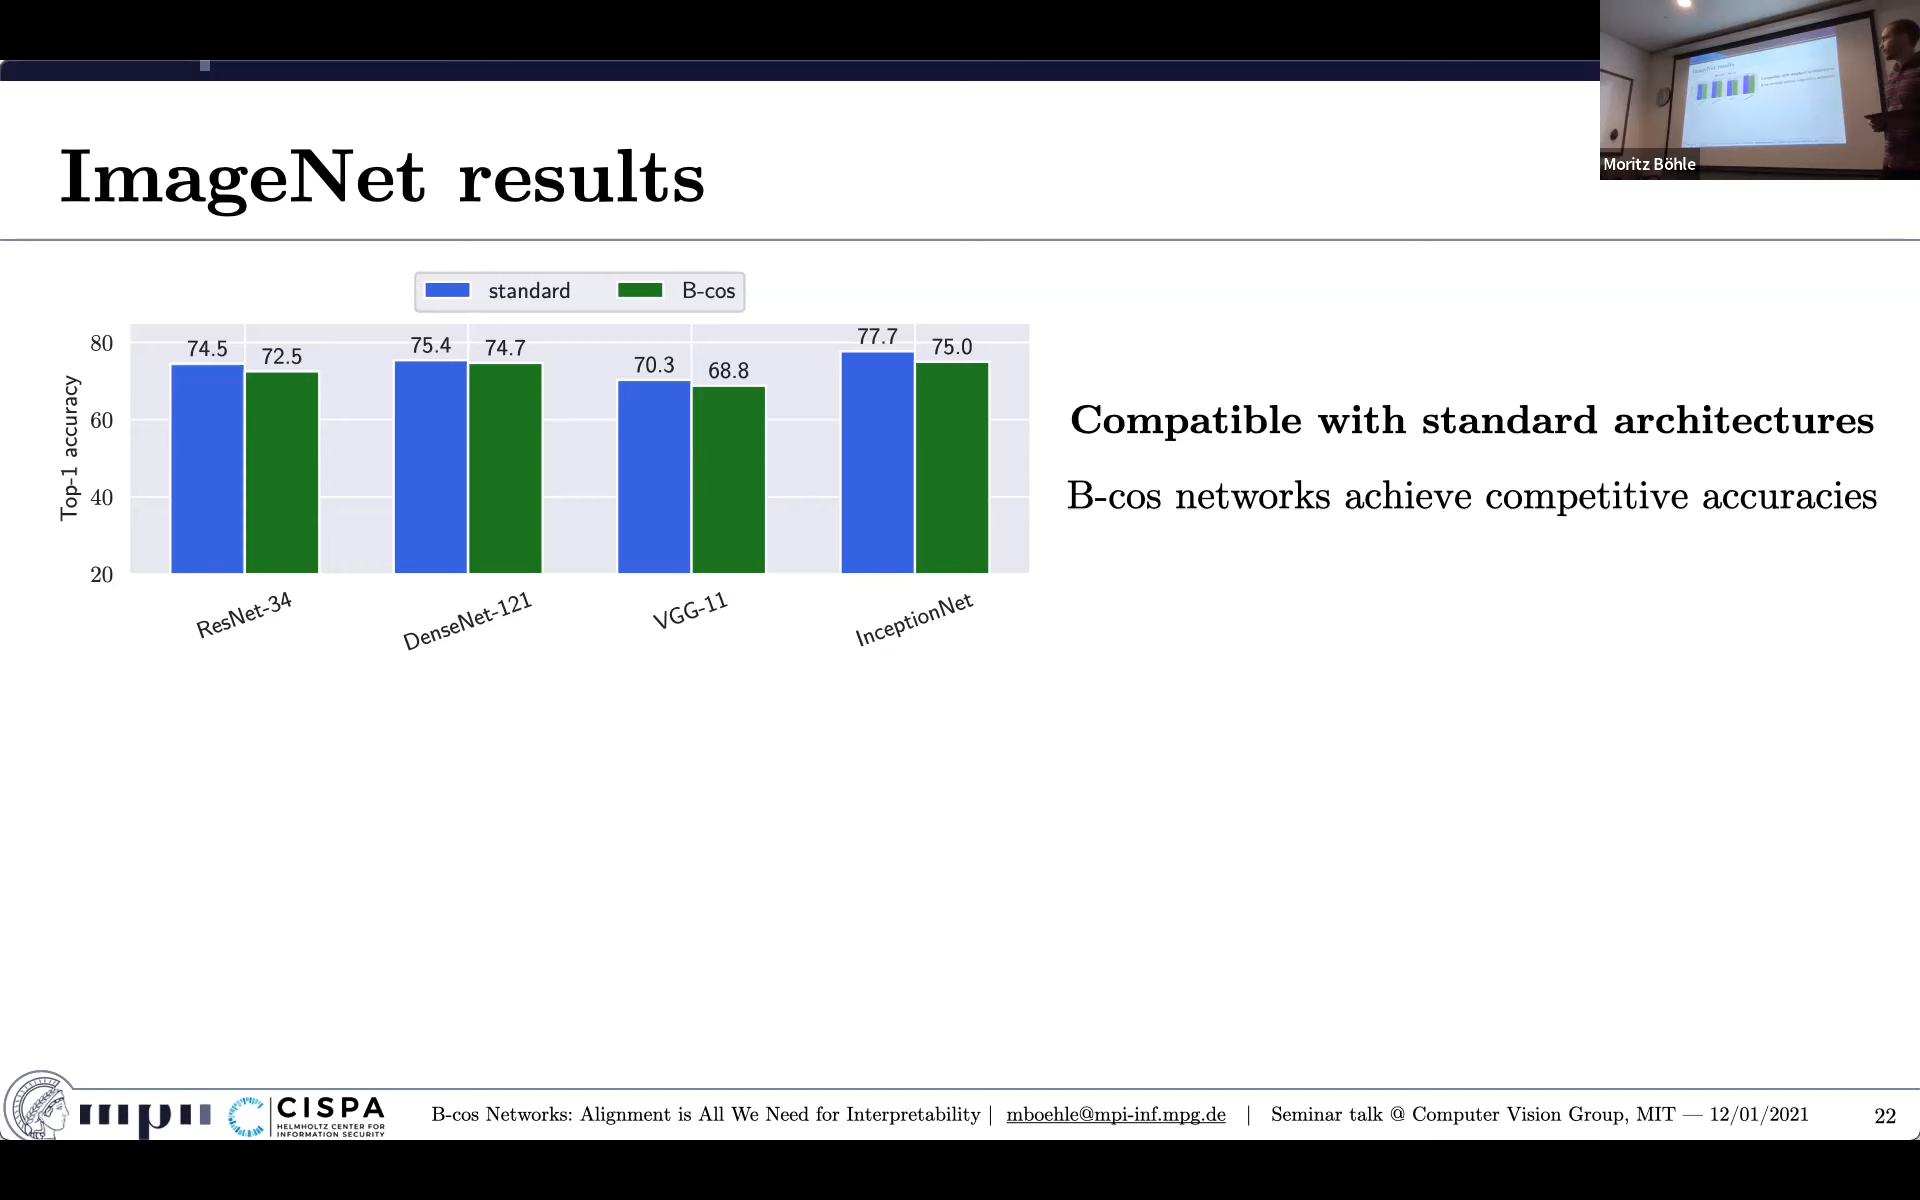 Moritz Böhle
ImageNet results
standard B-cos
80
60
40
20
Top-1 accuracy
74.5 72.5 75.4 74.7 70.3 68.8 77.7 75.0
ResNet-34 DenseNet-121 VGG-11 InceptionNet
Compatible with standard architectures
B-cos networks achieve competitive accuracies
mpii
CISPA
HELMHOLTZ CENTER FOR
INFORMATION SECURITY
B-cos Networks: Alignment is All We Need for Interpretability | mboehle@mpi-inf.mpg.de | Seminar talk @ Computer Vision Group, MIT — 12/01/2021 22